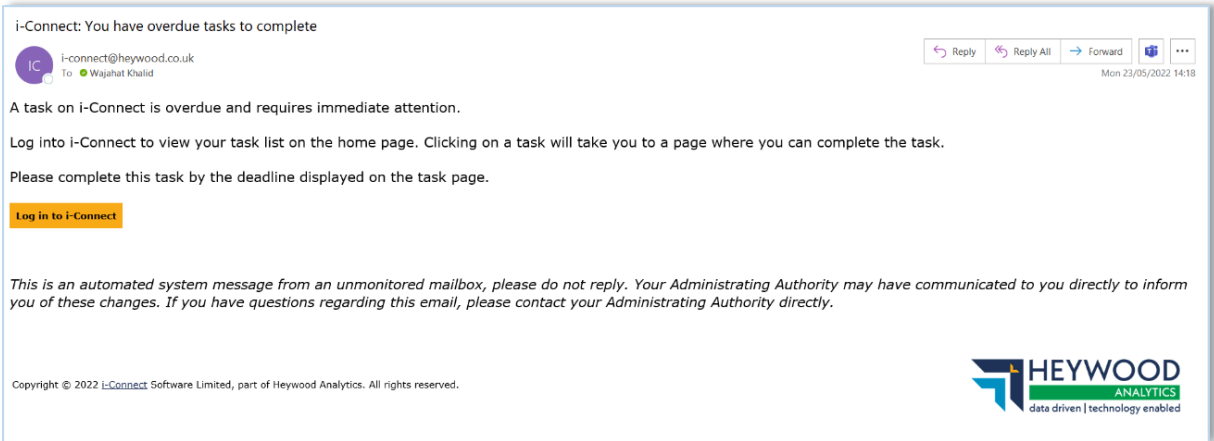 i-Connect: You have overdue tasks to complete
IC
i-connect@heywood.co.uk
To Wajahat Khalid
Reply
Reply All
Forward
Mon 23/05/2022 14:18
A task on i-Connect is overdue and requires immediate attention.
Log into i-Connect to view your task list on the home page. Clicking on a task will take you to a page where you can complete the task.
Please complete this task by the deadline displayed on the task page.
Log in to i-Connect
This is an automated system message from an unmonitored mailbox, please do not reply. Your Administrating Authority may have communicated to you directly to inform
you of these changes. If you have questions regarding this email, please contact your Administrating Authority directly.
Copyright © 2022 i-Connect Software Limited, part of Heywood Analytics. All rights reserved.
HEYWOOD
ANALYTICS
data driven | technology enabled